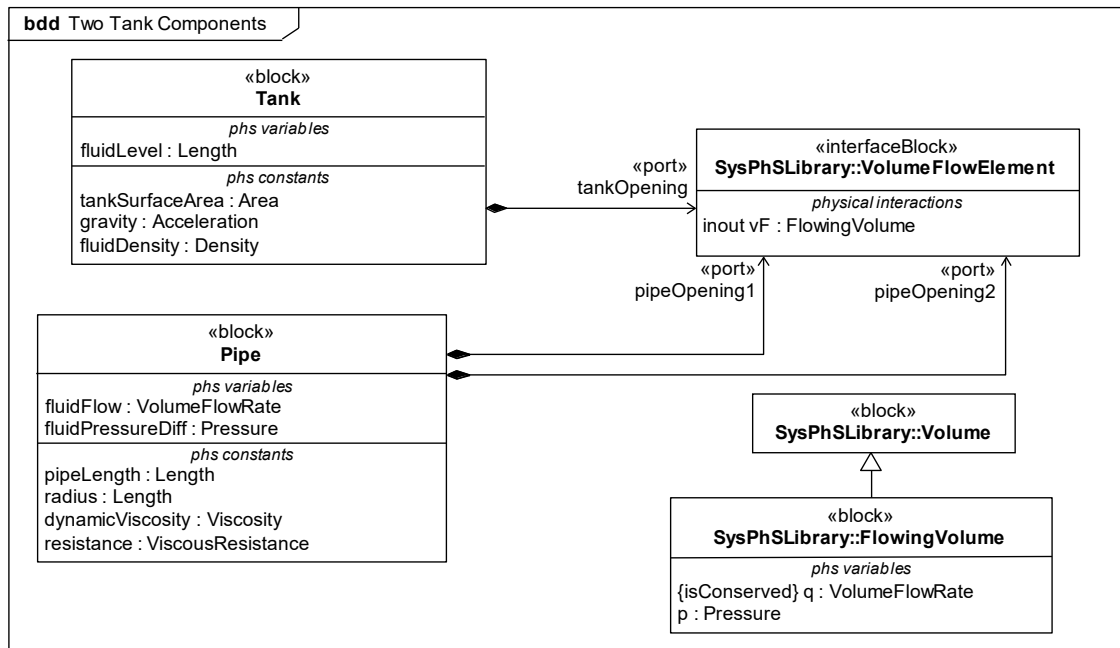 bdd Two Tank Components
«block»
Tank
phs variables
fluidLevel : Length
phs constants
tankSurfaceArea : Area
gravity : Acceleration
fluidDensity : Density
«port»
tankOpening
«interfaceBlock»
SysPhSLibrary::VolumeFlowElement
physical interactions
inout vF : FlowingVolume
«port»
pipeOpening1
«port»
pipeOpening2
«block»
Pipe
phs variables
fluidFlow : VolumeFlowRate
fluidPressureDiff : Pressure
phs constants
pipeLength : Length
radius : Length
dynamicViscosity : Viscosity
resistance : ViscousResistance
«block»
SysPhSLibrary::Volume
«block»
SysPhSLibrary::FlowingVolume
phs variables
{isConserved} q : VolumeFlowRate
p : Pressure